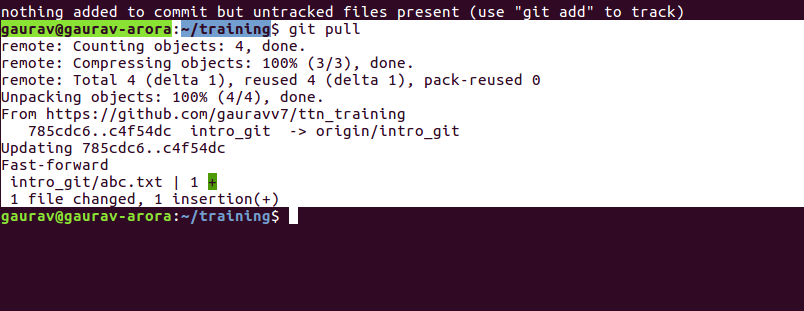 nothing added to commit but untracked files present (use "git add" to track)
gaurav@gaurav-arora:~/training$ git pull
remote: Counting objects: 4, done.
remote: Compressing objects: 100% (3/3), done.
remote: Total 4 (delta 1), reused 4 (delta 1), pack-reused 0
Unpacking objects: 100% (4/4), done.
From https://github.com/gauravv7/ttn_training
   785cdc6..c4f54dc  intro_git  -> origin/intro_git
Updating 785cdc6..c4f54dc
Fast-forward
 intro_git/abc.txt | 1 +
 1 file changed, 1 insertion(+)
gaurav@gaurav-arora:~/training$